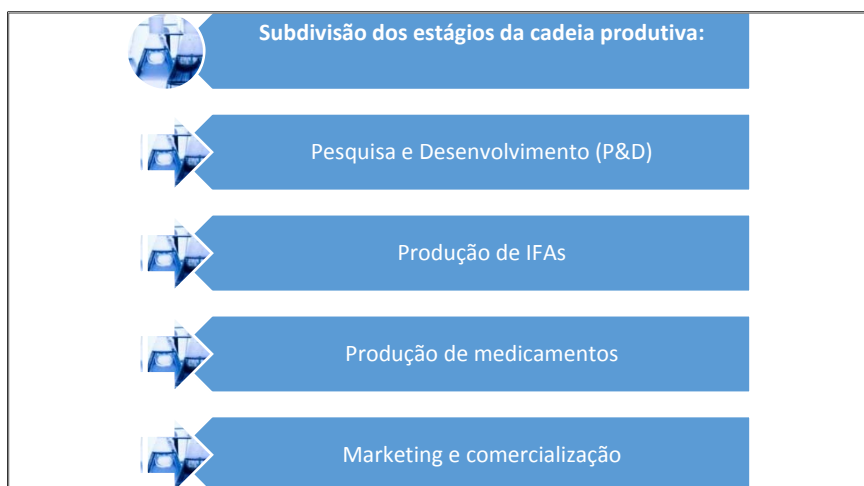 Subdivisão dos estágios da cadeia produtiva:
Pesquisa e Desenvolvimento (P&D)
Produção de IFAs
Produção de medicamentos
Marketing e comercialização